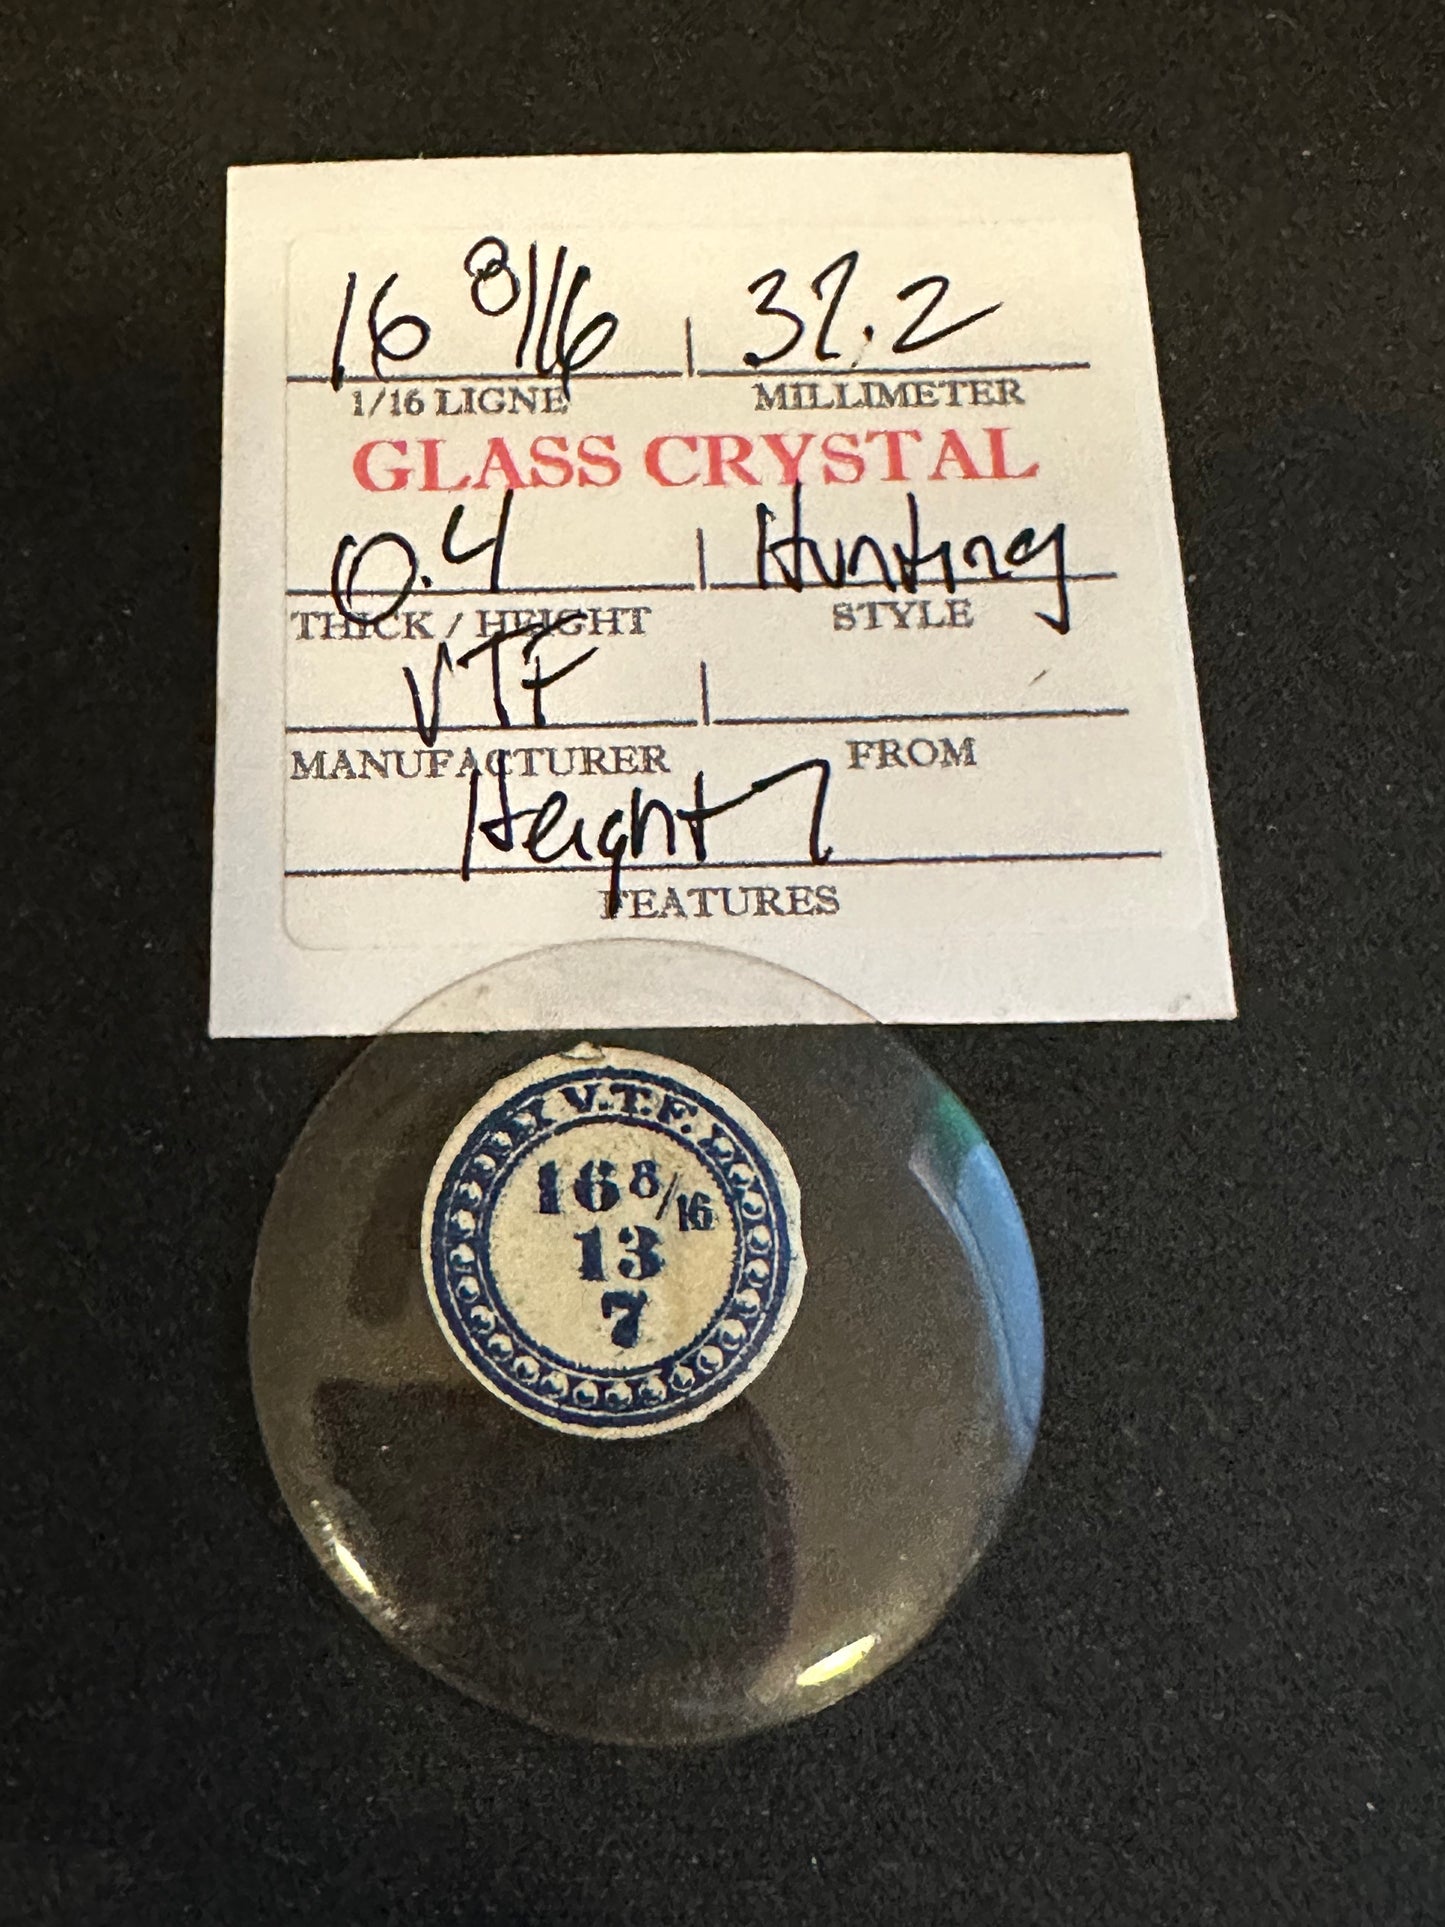 16 8/16 37.2
1/16 LIGNE MILLIMETER
GLASS CRYSTAL
0.4 Hunting
THICK / HEIGHT STYLE
VTF
MANUFACTURER FROM
Height 7
FEATURES
V.T.F.
16 8/16
13
7